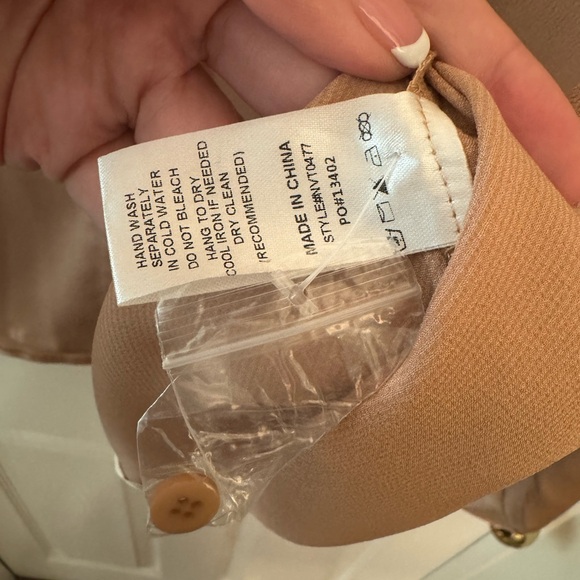 HAND WASH
SEPARATELY
IN COLD WATER
DO NOT BLEACH
HANG TO DRY
IRON IF NEEDED
COOL
DRY CLEAN
(RECOMMENDED)
MADE IN CHINA
STYLE#NVT0477
PO#13402